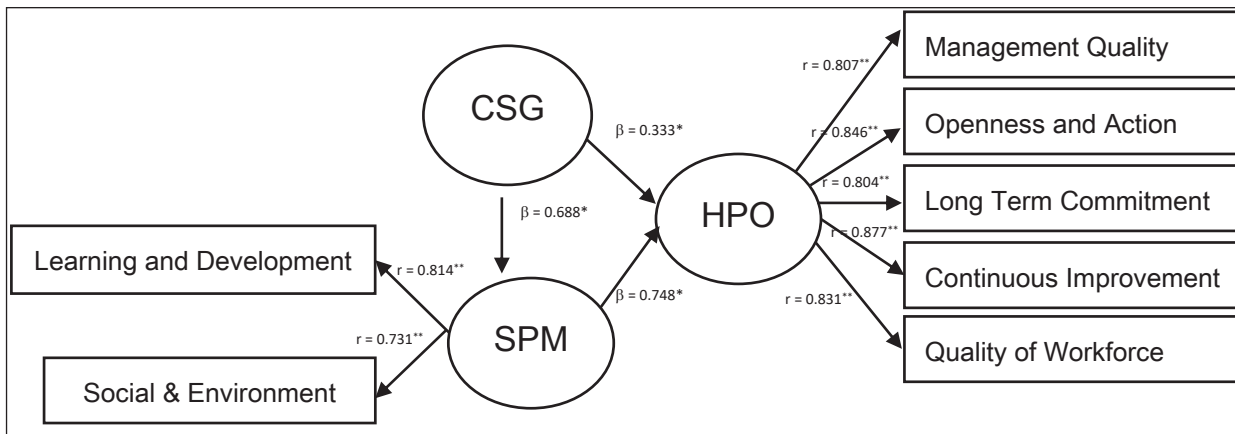 Management Quality
r = 0.807**
CSG
Openness and Action
r = 0.846**
β = 0.333*
Long Term Commitment
r = 0.804**
HPO
β = 0.688*
r = 0.877**
Learning and Development
r = 0.814**
Continuous Improvement
β = 0.748*
r = 0.831**
SPM
r = 0.731**
Quality of Workforce
Social & Environment